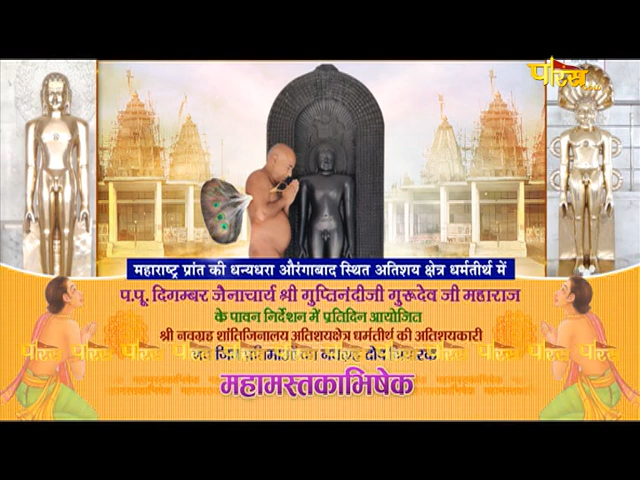 पारस
महाराष्ट्र प्रांत की धन्यधरा औरंगाबाद स्थित अतिशय क्षेत्र धर्मतीर्थ में
प.पू. दिगम्बर जैनाचार्य श्री गुप्तिनंदीजी गुरूदेव जी महाराज
के पावन निर्देशन में प्रतिदिन आयोजित
श्री नवग्रह शांतिजिनालय अतिशयक्षेत्र धर्मतीर्थ की अतिशयकारी
महामस्तकाभिषेक